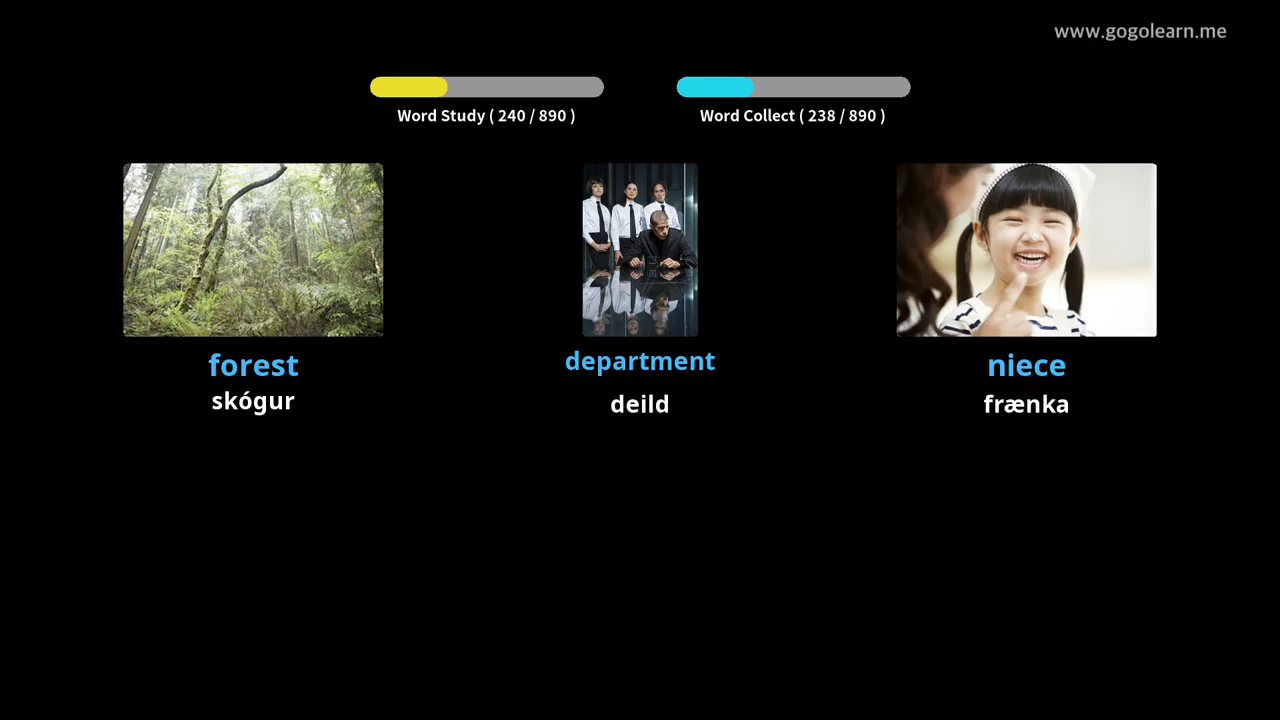 www.gogolearn.me
Word Study ( 240 / 890 )
Word Collect ( 238 / 890 )
forest
skógur
department
deild
niece
frænka